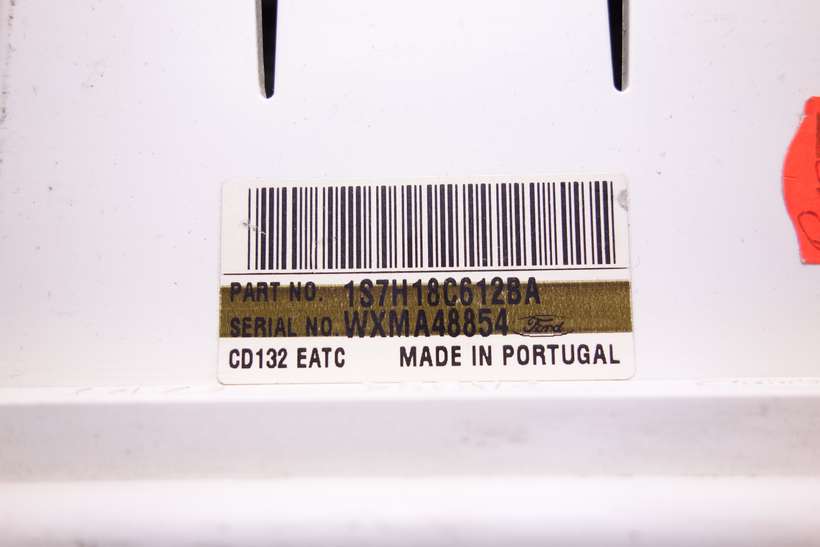 PART NO. 1S7H18C612BA
SERIAL NO. WXMA48854 Ford
CD132 EATC MADE IN PORTUGAL